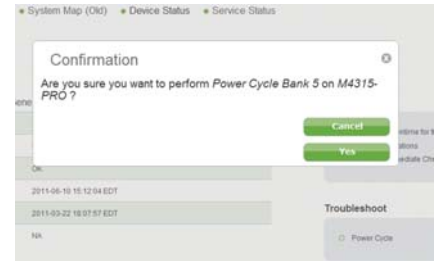 System Map (Old) Device Status Service Status
Confirmation
Are you sure you want to perform Power Cycle Bank 5 on M4315-
PRO ?
Cancel
Yes
OK
2011-06-10 15:12:04 EDT
2011-03-22 18:07:57 EDT
NA
Troubleshoot
Power Cycle